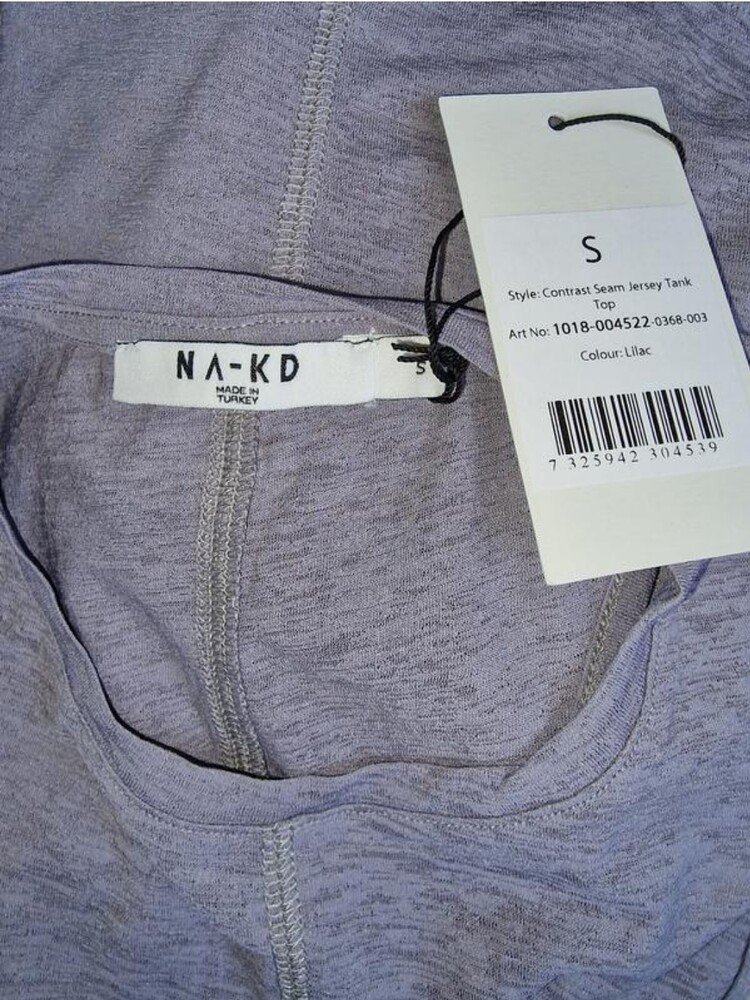 S
Style: Contrast Seam Jersey Tank
Top
Art No: 1018-004522-0368-003
Colour: Lilac
7 325942 304539
NA-KD
MADE IN
TURKEY
S